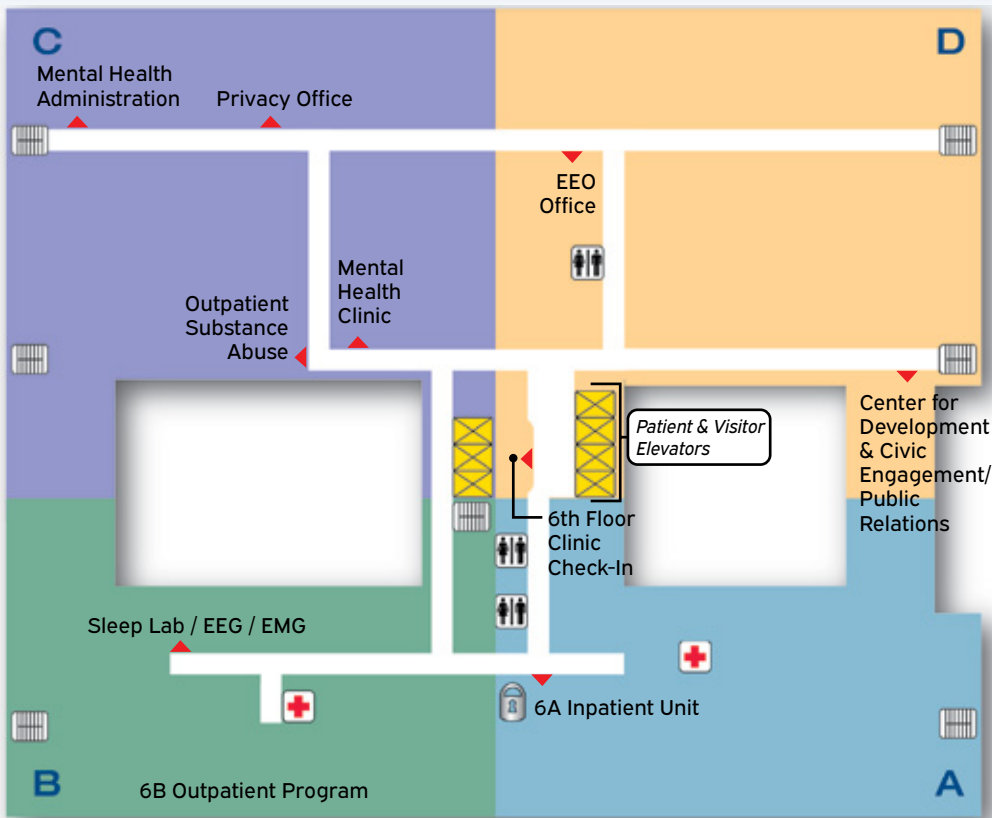 C
D
Mental Health
Administration
Privacy Office
EEO
Office
Mental
Health
Clinic
Outpatient
Substance
Abuse
Patient & Visitor
Elevators
Center for
Development
& Civic
Engagement/
Public
Relations
6th Floor
Clinic
Check-In
Sleep Lab / EEG / EMG
6A Inpatient Unit
B
6B Outpatient Program
A